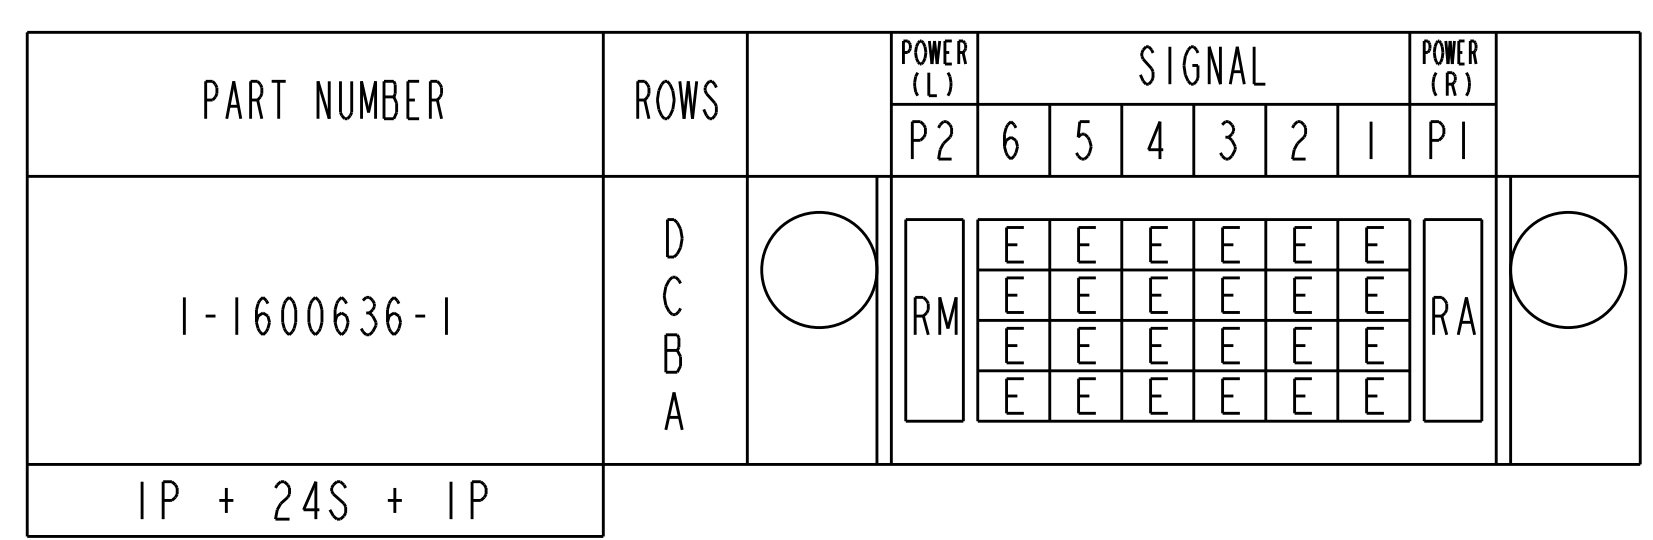 PART NUMBER ROWS POWER (L) SIGNAL POWER (R)
P2 6 5 4 3 2 1 P1
1-1600636-1
D
C
B
A
RM
E E E E E E
E E E E E E
E E E E E E
E E E E E E
RA
1P + 24S + 1P